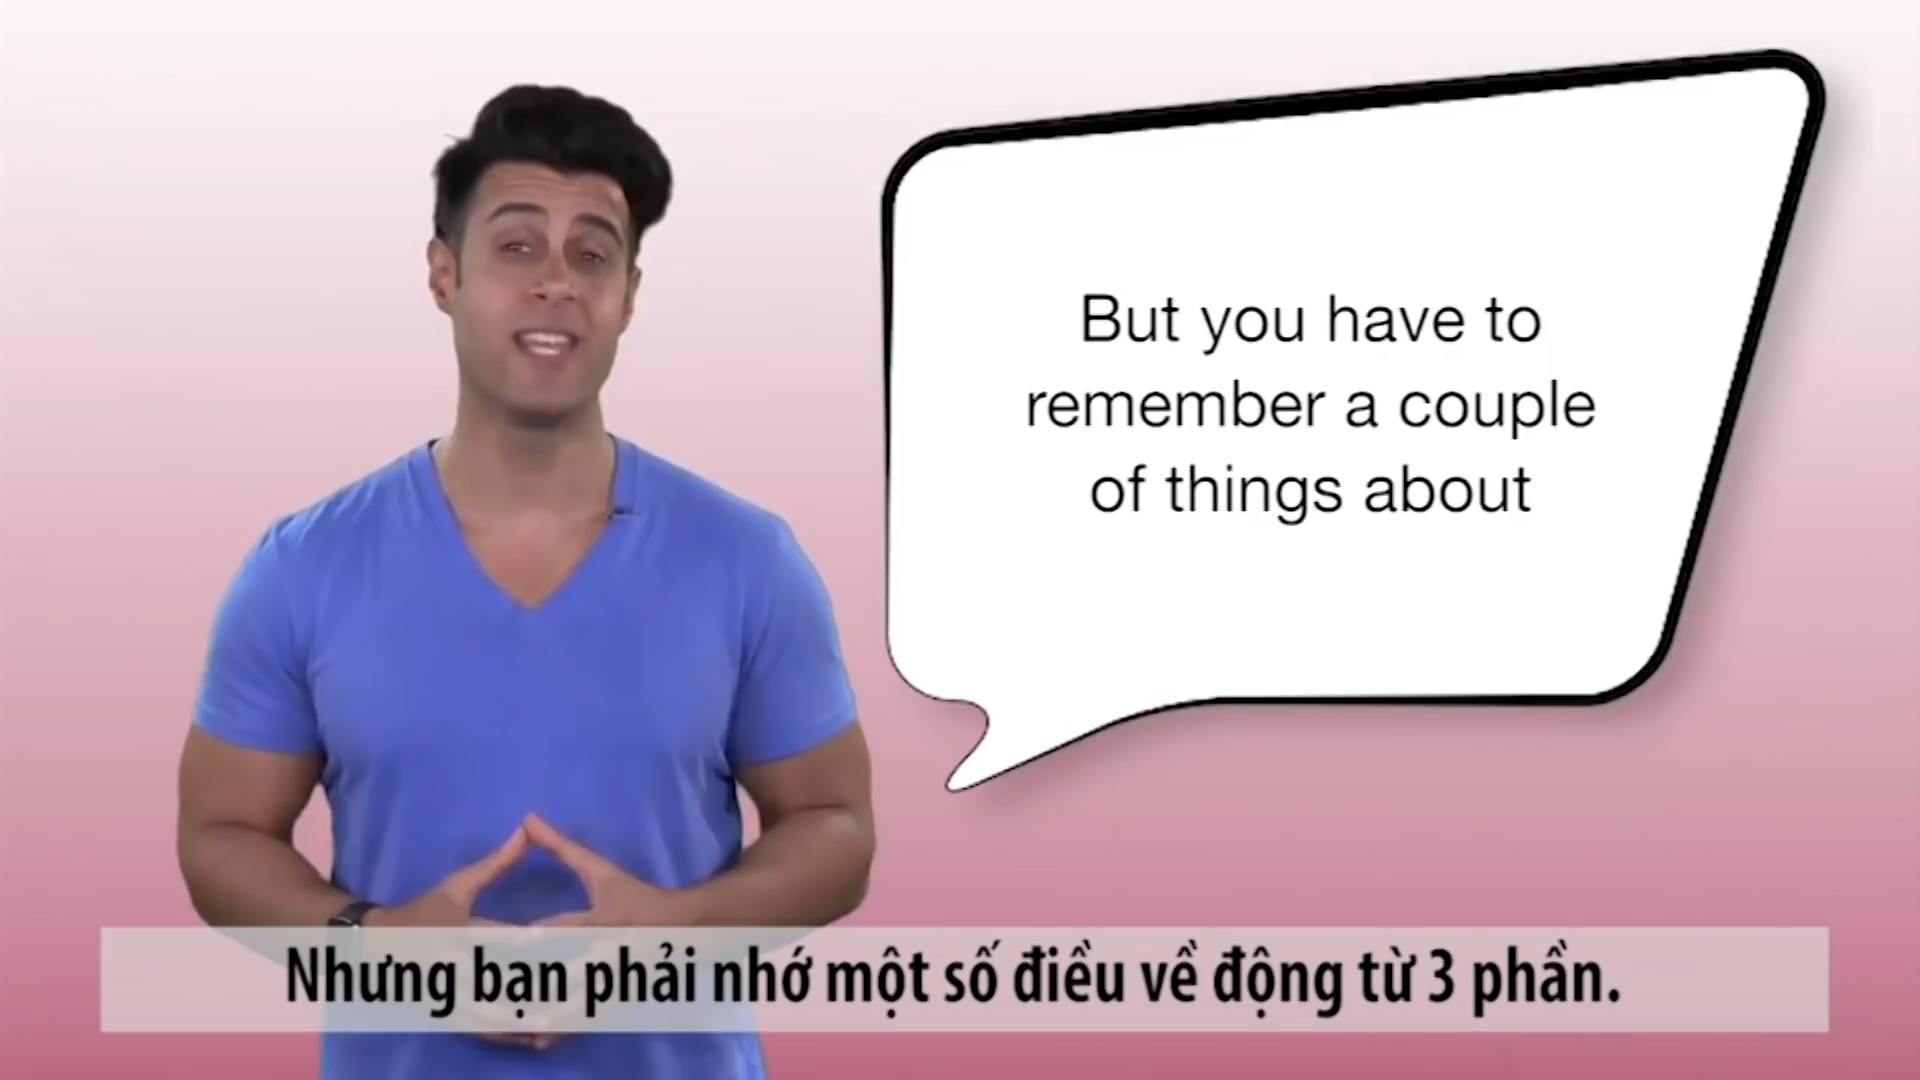 But you have to
remember a couple
of things about
Nhưng bạn phải nhớ một số điều về động từ 3 phần.